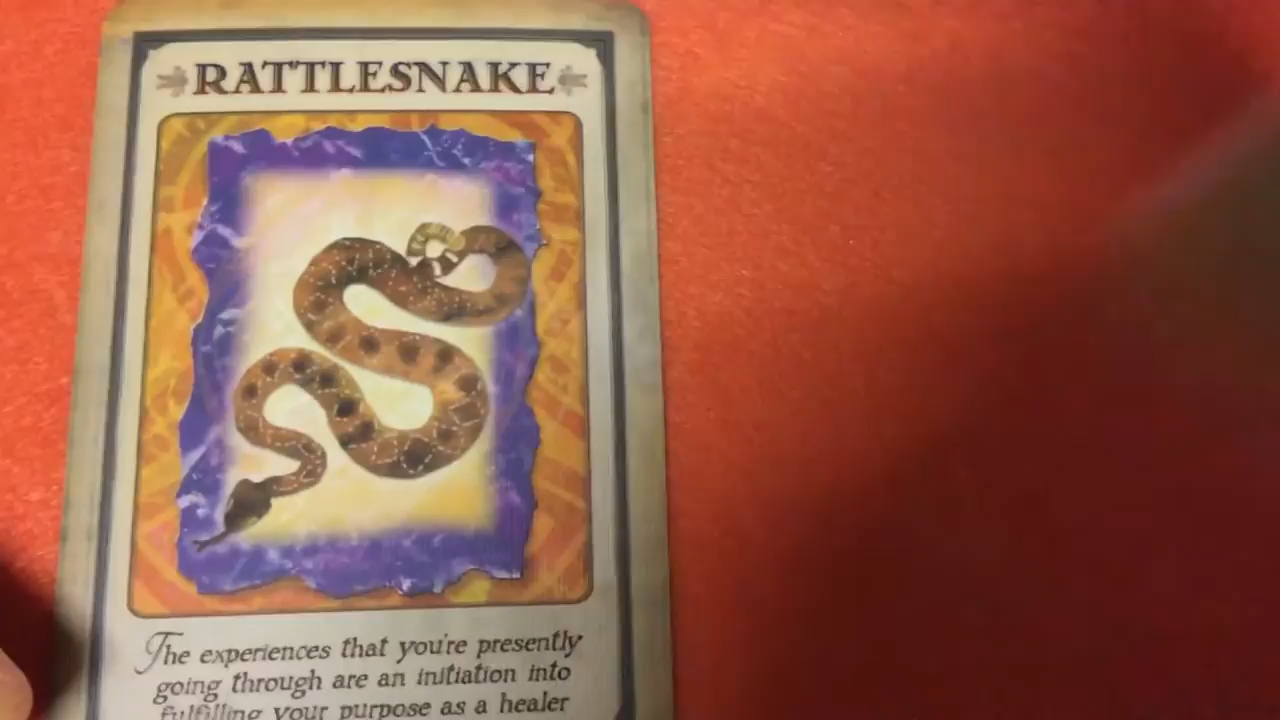 RATTLESNAKE
The experiences that you're presently
going through are an initiation into
fulfilling your purpose as a healer